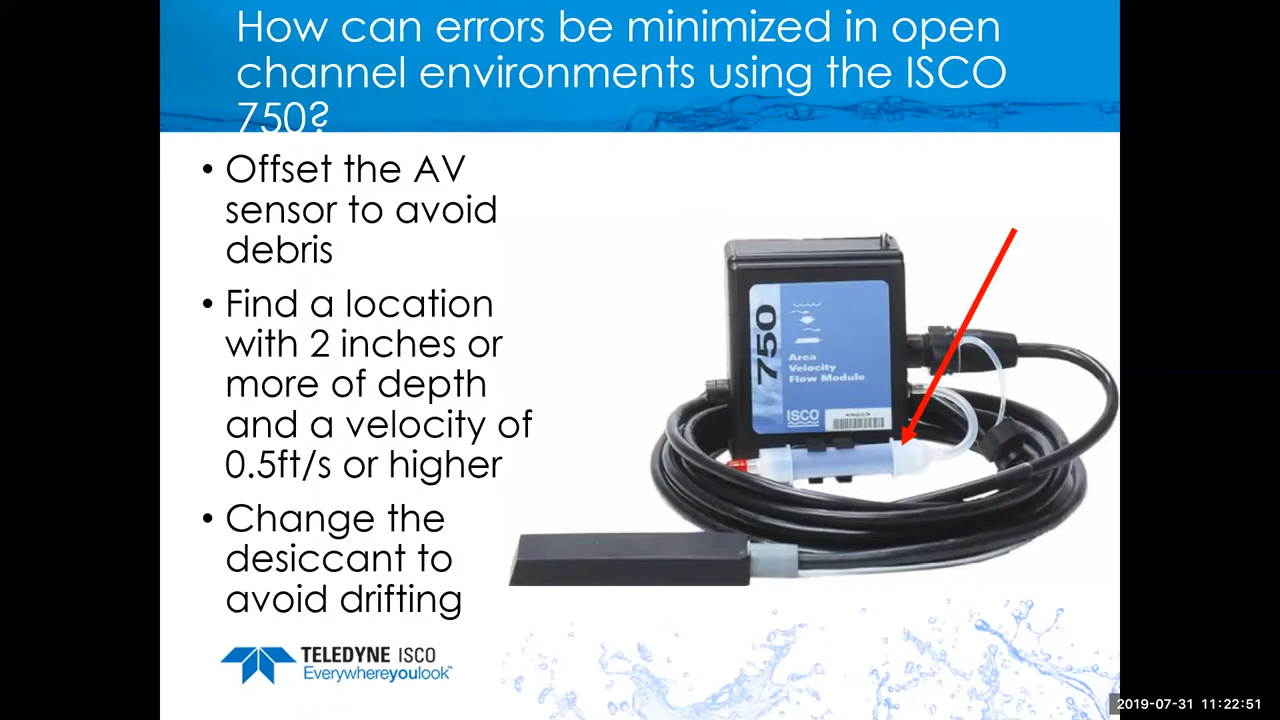 How can errors be minimized in open
channel environments using the ISCO
750?
• Offset the AV
sensor to avoid
debris
• Find a location
with 2 inches or
more of depth
and a velocity of
0.5ft/s or higher
• Change the
desiccant to
avoid drifting
750
Area
Velocity
Flow Module
ISCO
TELEDYNE ISCO
Everywhereyoulook™
2019-07-31 11:22:51